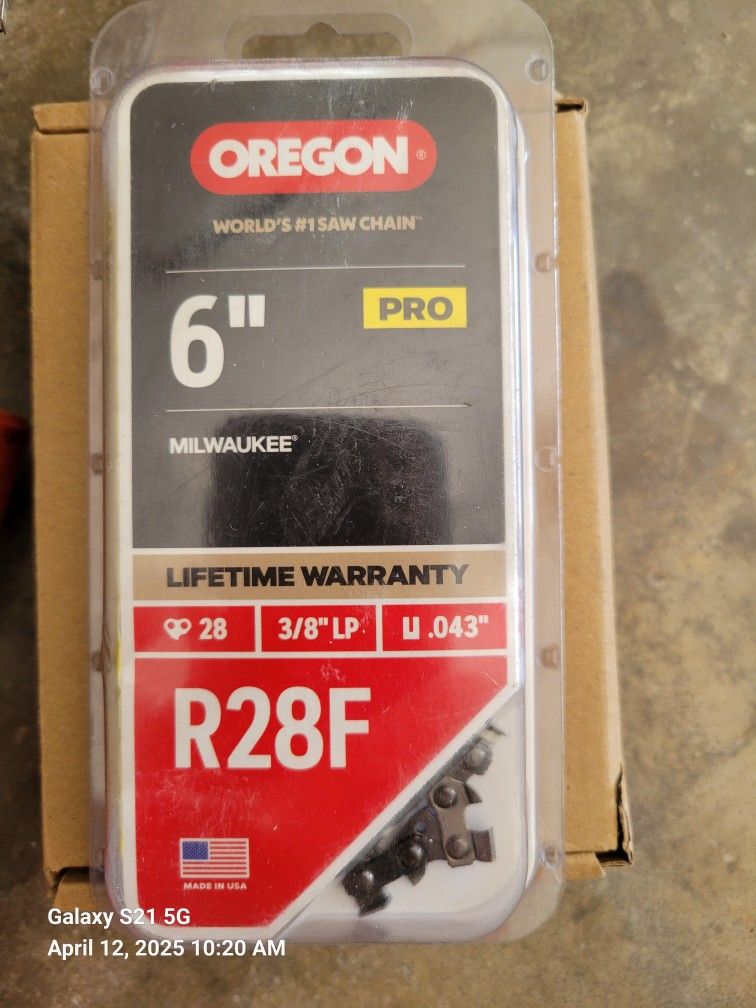 OREGON®
WORLD'S #1 SAW CHAIN™
6"
PRO
MILWAUKEE®
LIFETIME WARRANTY
28
3/8" LP
.043"
R28F
MADE IN USA
Galaxy S21 5G
April 12, 2025 10:20 AM